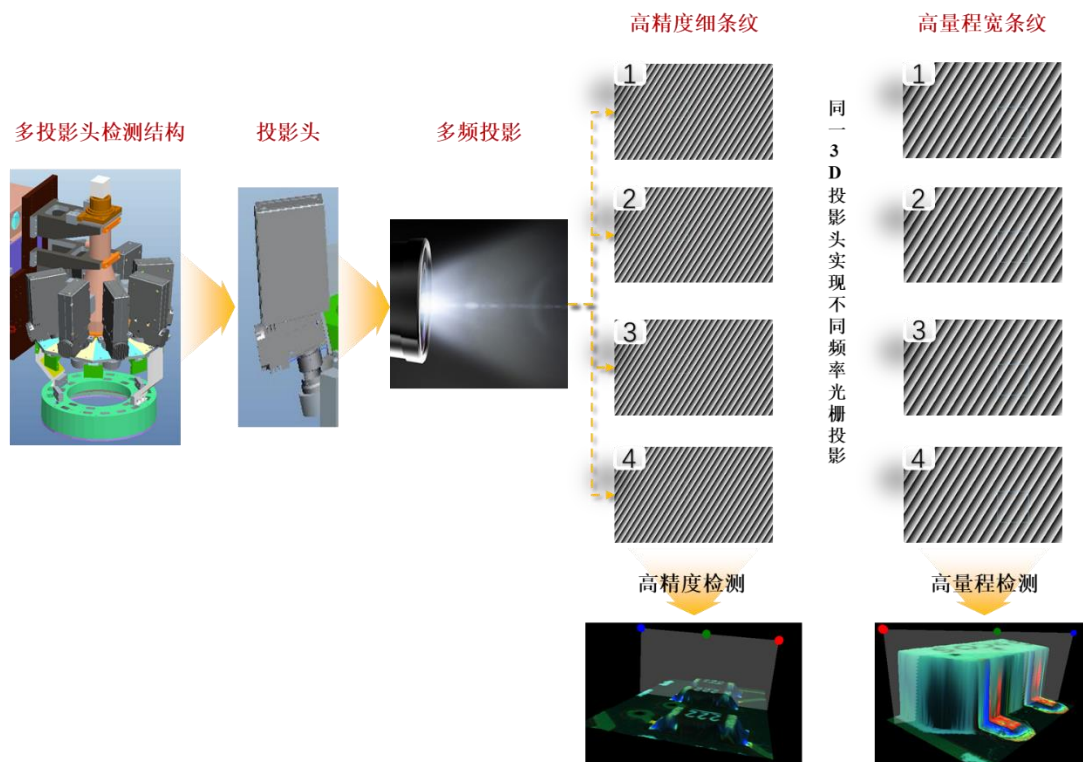 高精度细条纹
高量程宽条纹
多投影头检测结构
投影头
多频投影
1
2
3
4
同一3D投影头实现不同频率光栅投影
1
2
3
4
高精度检测
高量程检测
223